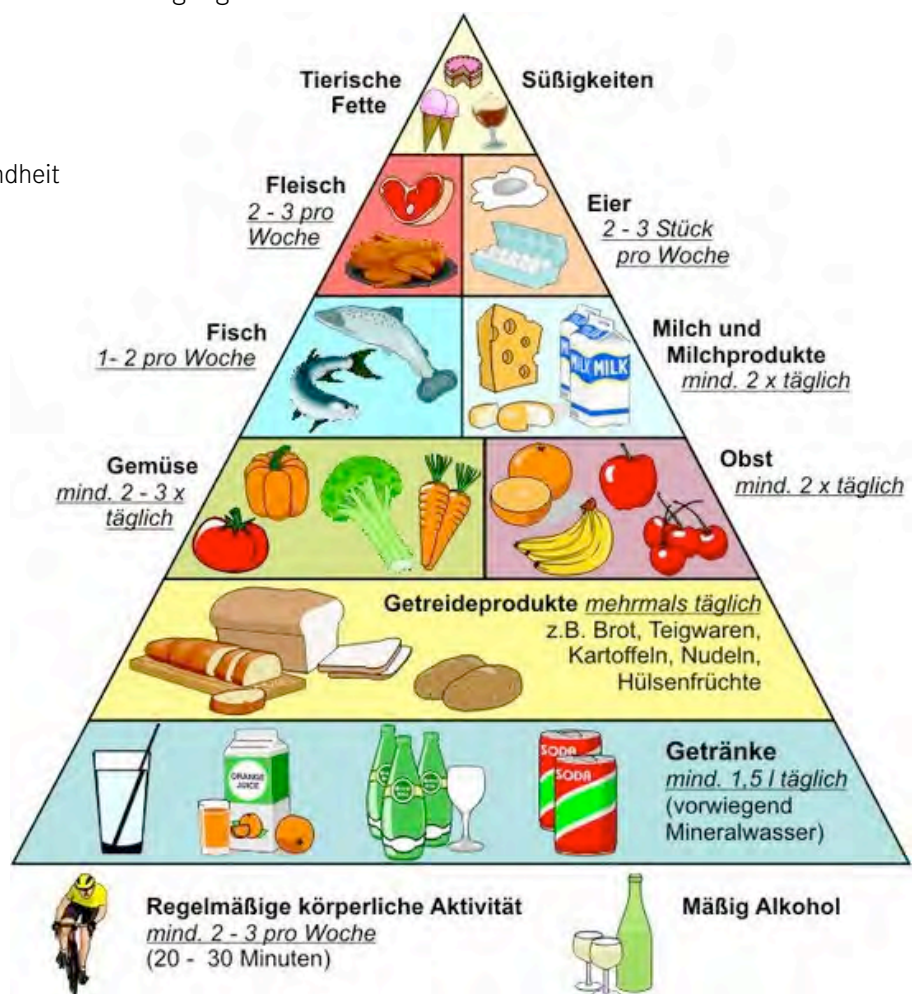 Tierische
Fette
Süßigkeiten
ndheit
Fleisch
2 - 3 pro
Woche
Eier
2 - 3 Stück
pro Woche
Fisch
1- 2 pro Woche
Milch und
Milchprodukte
mind. 2 x täglich
MILK MILK
Gemüse
mind. 2 - 3 x
täglich
Obst
mind. 2 x täglich
Getreideprodukte mehrmals täglich
z.B. Brot, Teigwaren,
Kartoffeln, Nudeln,
Hülsenfrüchte
ORANGE
JUICE
SODA
SODA
Getränke
mind. 1,5 l täglich
(vorwiegend
Mineralwasser)
Regelmäßige körperliche Aktivität
mind. 2 - 3 pro Woche
(20 - 30 Minuten)
Mäßig Alkohol